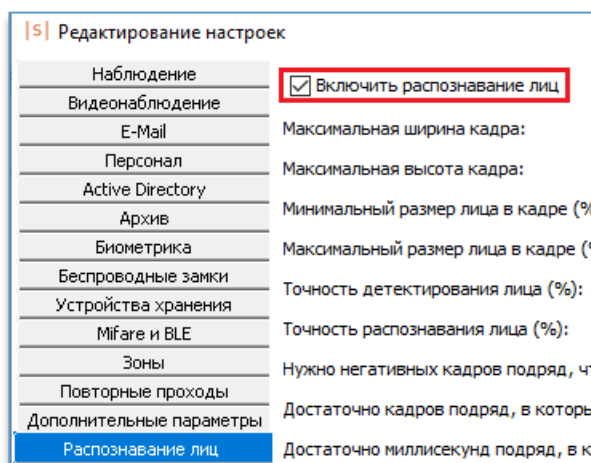 |S| Редактирование настроек
Наблюдение
Видеонаблюдение
E-Mail
Персонал
Active Directory
Архив
Биометрика
Беспроводные замки
Устройства хранения
Mifare и BLE
Зоны
Повторные проходы
Дополнительные параметры
Распознавание лиц
Включить распознавание лиц
Максимальная ширина кадра:
Максимальная высота кадра:
Минимальный размер лица в кадре (%
Максимальный размер лица в кадре (
Точность детектирования лица (%):
Точность распознавания лица (%):
Нужно негативных кадров подряд,
Достаточно кадров подряд, в
Достаточно миллисекунд подряд, в